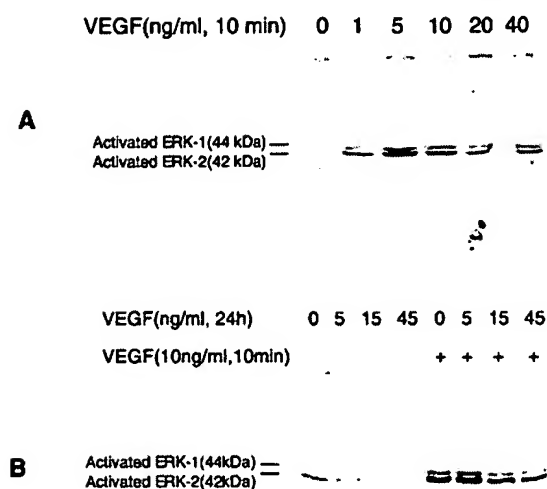 VEGF(ng/ml, 10 min) 0 1 5 10 20 40
A
Activated ERK-1(44 kDa)
Activated ERK-2(42 kDa)
VEGF(ng/ml, 24h) 0 5 15 45 0 5 15 45
VEGF(10ng/ml,10min) + + + +
B
Activated ERK-1(44kDa)
Activated ERK-2(42kDa)